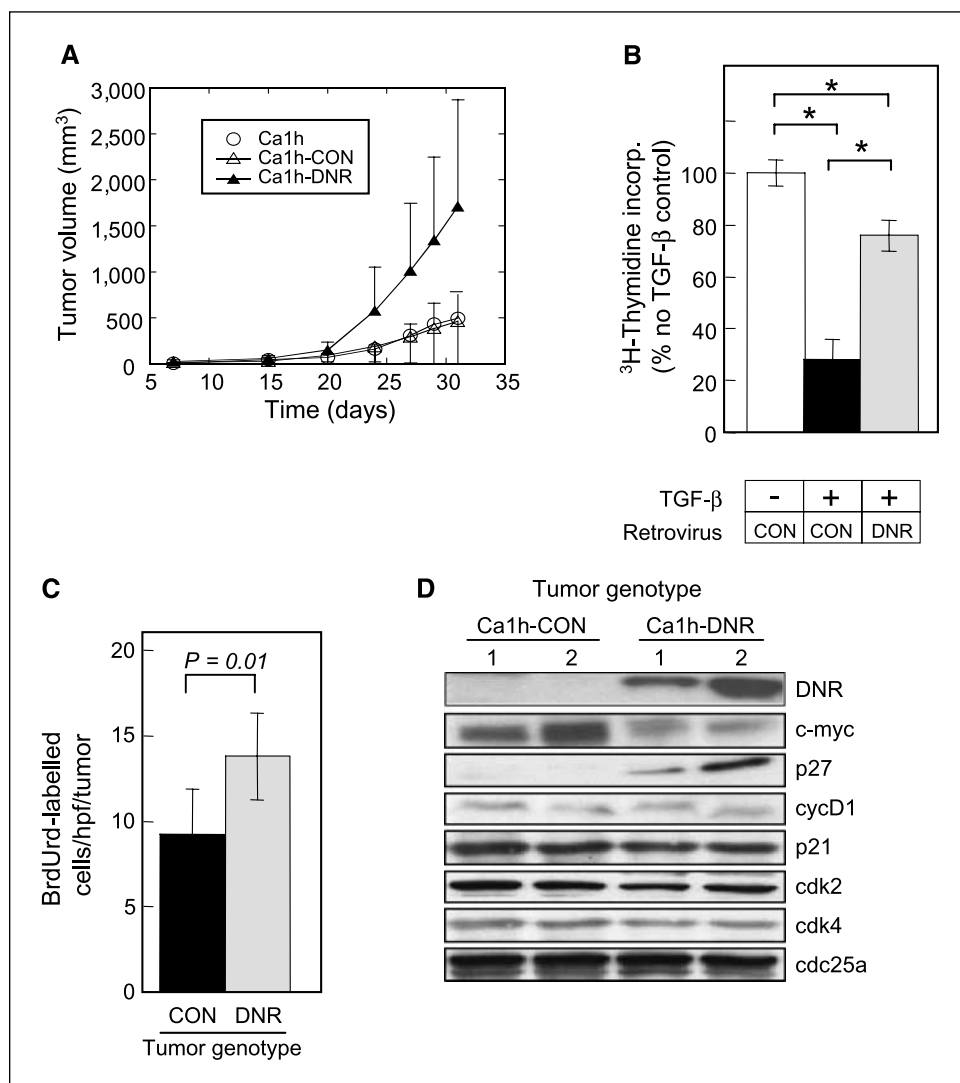 A
Tumor volume (mm³)
3,000
2,500
2,000
1,500
1,000
500
0
Ca1h
Ca1h-CON
Ca1h-DNR
5 10 15 20 25 30 35
Time (days)
B
³H-Thymidine incorp.
(% no TGF-β control)
100
80
60
40
20
0
*
*
*
TGF-β - + +
Retrovirus CON CON DNR
C
BrdUrd-labelled
cells/hpf/tumor
20
15
10
5
0
P = 0.01
CON DNR
Tumor genotype
D
Tumor genotype
Ca1h-CON Ca1h-DNR
1 2 1 2
DNR
c-myc
p27
cycD1
p21
cdk2
cdk4
cdc25a